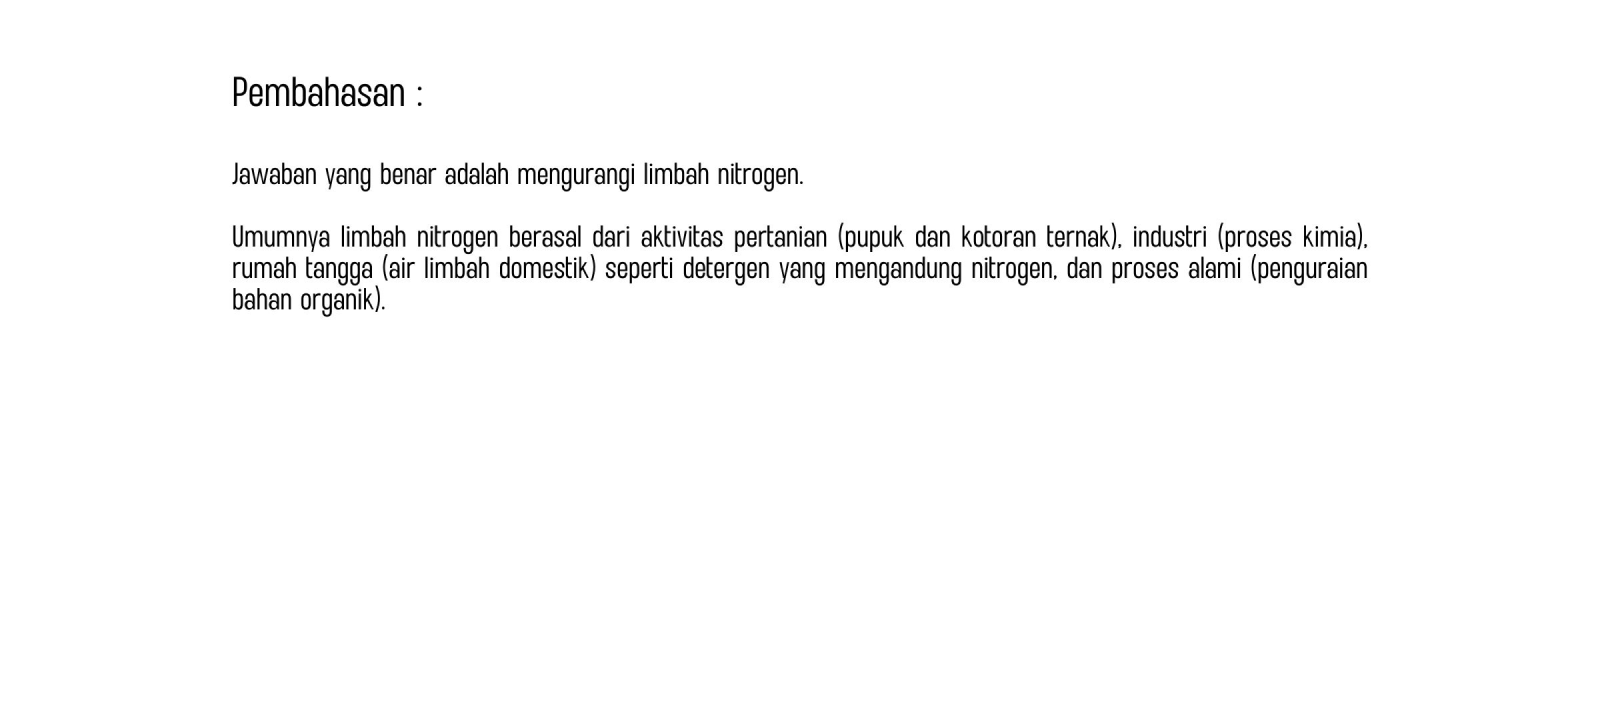 Pembahasan :
Jawaban yang benar adalah mengurangi limbah nitrogen.
Umumnya limbah nitrogen berasal dari aktivitas pertanian (pupuk dan kotoran ternak), industri (proses kimia),
rumah tangga (air limbah domestik) seperti detergen yang mengandung nitrogen, dan proses alami (penguraian
bahan organik).